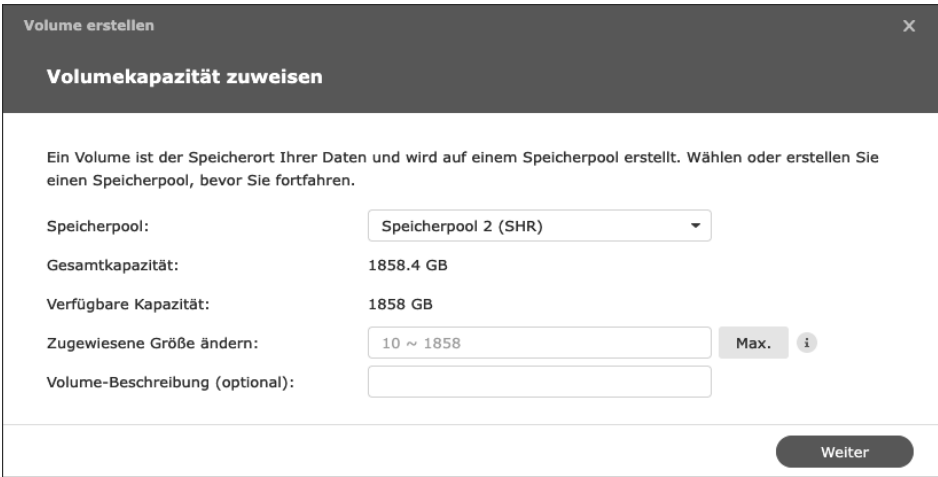 Volume erstellen
Volumekapazität zuweisen
Ein Volume ist der Speicherort Ihrer Daten und wird auf einem Speicherpool erstellt. Wählen oder erstellen Sie
einen Speicherpool, bevor Sie fortfahren.
Speicherpool: Speicherpool 2 (SHR)
Gesamtkapazität: 1858.4 GB
Verfügbare Kapazität: 1858 GB
Zugewiesene Größe ändern: 10 ~ 1858 Max. i
Volume-Beschreibung (optional):
Weiter